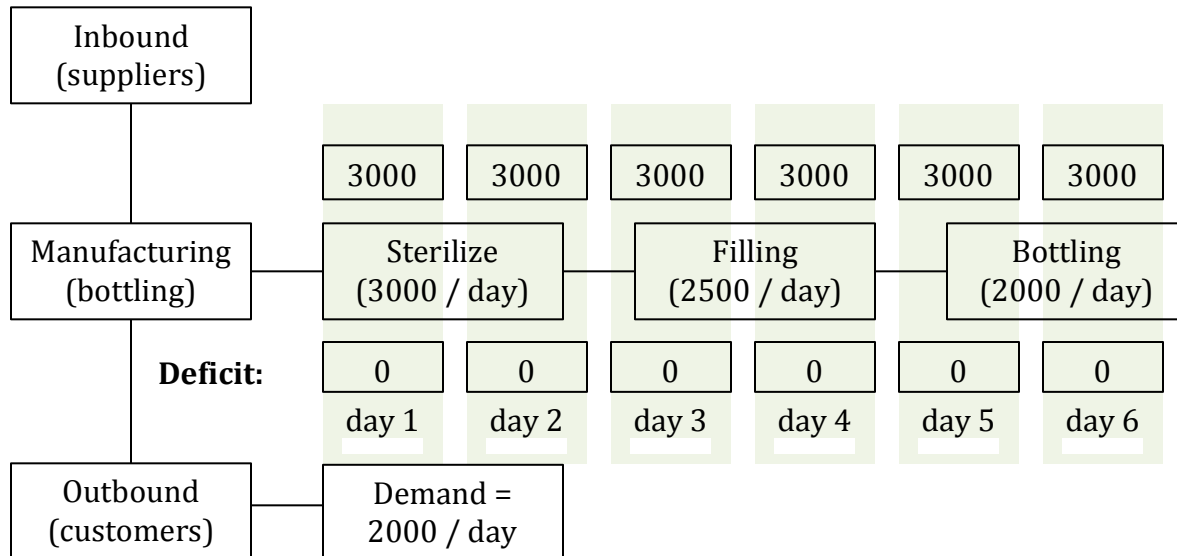 Inbound
(suppliers)
3000 3000 3000 3000 3000 3000
Manufacturing
(bottling)
Sterilize
(3000 / day)
Filling
(2500 / day)
Bottling
(2000 / day)
Deficit: 0 0 0 0 0 0
day 1 day 2 day 3 day 4 day 5 day 6
Outbound
(customers)
Demand =
2000 / day